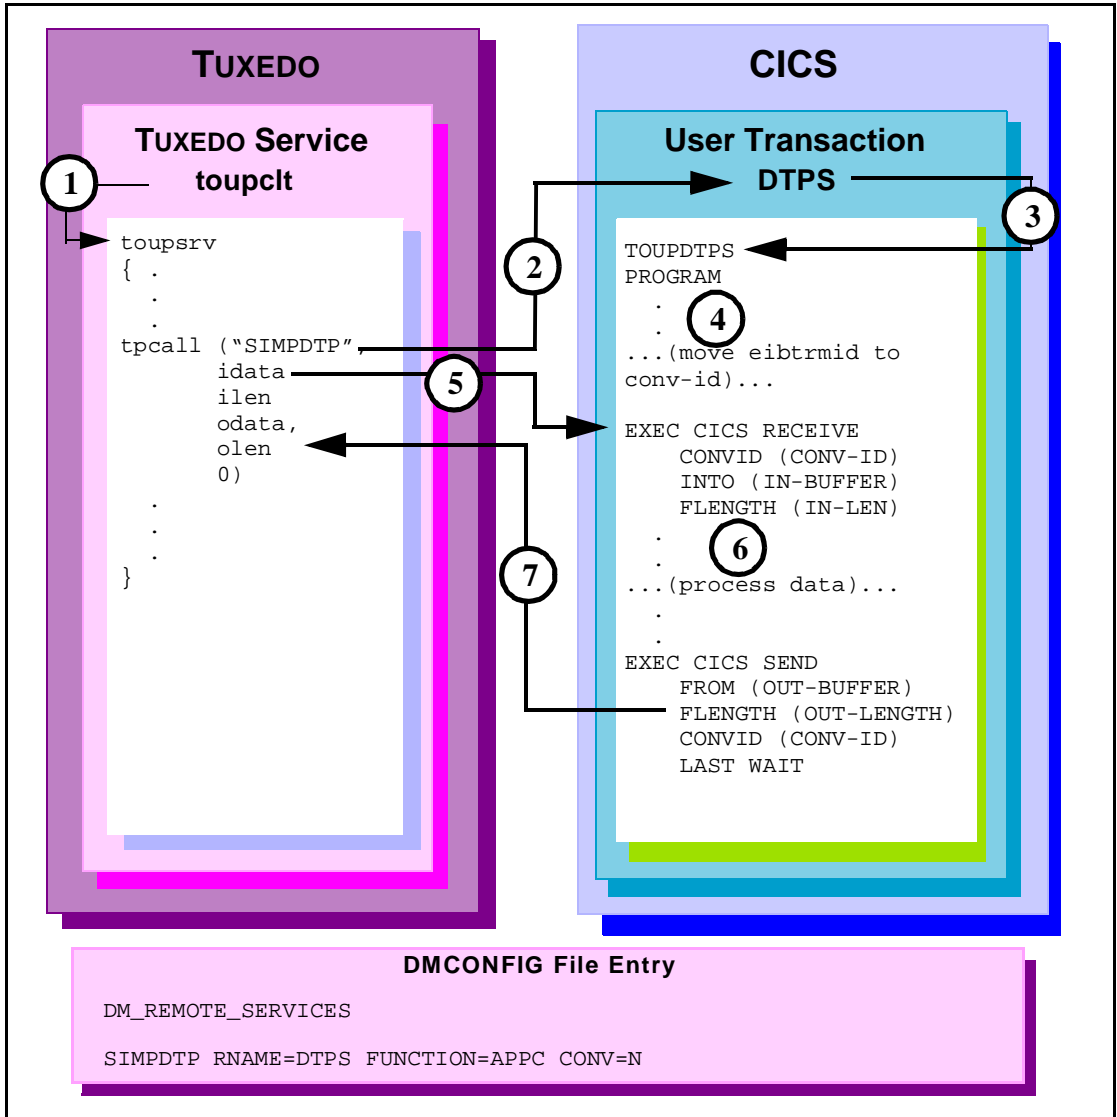 TUXEDO
TUXEDO Service
toupclt
1
toupsrv
{ .
.
.
tpcall (“SIMPDTP”,
idata
ilen
odata,
olen
0)
.
.
.
}
2
5
7
CICS
User Transaction
DTPS
3
TOUPDTPS
PROGRAM
.
.
4
...(move eibtrmid to
conv-id)...
EXEC CICS RECEIVE
CONVID (CONV-ID)
INTO (IN-BUFFER)
FLENGTH (IN-LEN)
.
.
6
...(process data)...
.
.
EXEC CICS SEND
FROM (OUT-BUFFER)
FLENGTH (OUT-LENGTH)
CONVID (CONV-ID)
LAST WAIT
DMCONFIG File Entry
DM_REMOTE_SERVICES
SIMPDTP RNAME=DTPS FUNCTION=APPC CONV=N